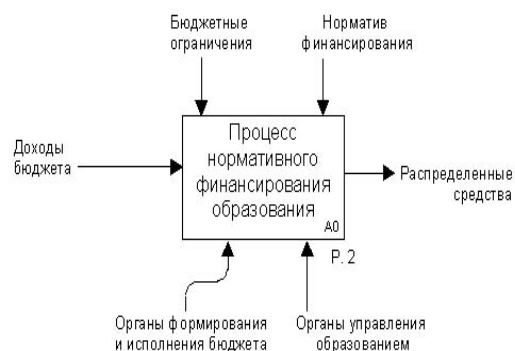 Бюджетные
ограничения
Норматив
финансирования
Доходы
бюджета
Процесс
нормативного
финансирования
образования
A0
Распределенные
средства
P. 2
Органы формирования
и исполнения бюджета
Органы управления
образованием